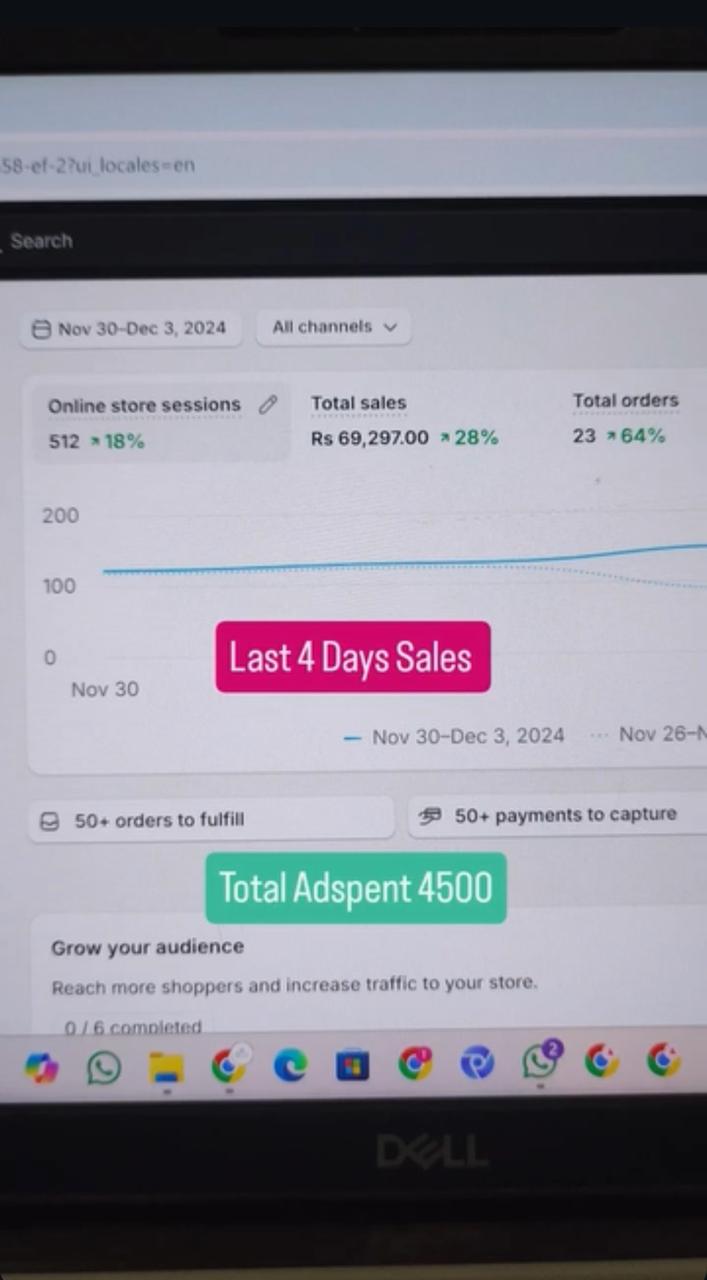 58-ef-2?ui_locales=en
Search
Nov 30–Dec 3, 2024
All channels
Online store sessions
512 ↗ 18%
Total sales
Rs 69,297.00 ↗ 28%
Total orders
23 ↗ 64%
200
100
0
Nov 30
Last 4 Days Sales
Nov 30–Dec 3, 2024
Nov 26–N
50+ orders to fulfill
50+ payments to capture
Total Adspent 4500
Grow your audience
Reach more shoppers and increase traffic to your store.
0 / 6 completed
2
DELL